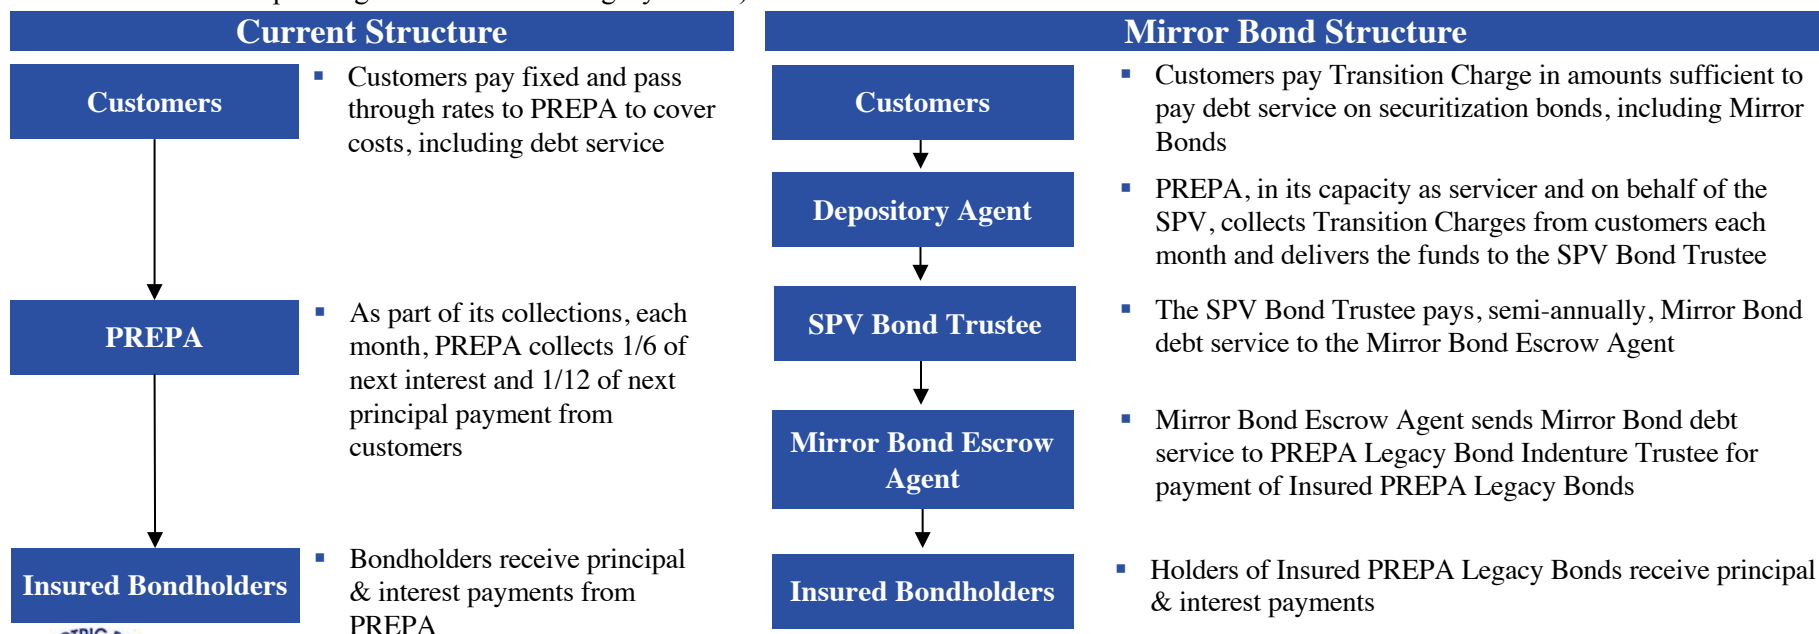 Current Structure
Customers
▪ Customers pay fixed and pass
through rates to PREPA to cover
costs, including debt service
PREPA
▪ As part of its collections, each
month, PREPA collects 1/6 of
next interest and 1/12 of next
principal payment from
customers
Insured Bondholders
▪ Bondholders receive principal
& interest payments from
PREPA
Mirror Bond Structure
Customers
▪ Customers pay Transition Charge in amounts sufficient to
pay debt service on securitization bonds, including Mirror
Bonds
Depository Agent
▪ PREPA, in its capacity as servicer and on behalf of the
SPV, collects Transition Charges from customers each
month and delivers the funds to the SPV Bond Trustee
SPV Bond Trustee
▪ The SPV Bond Trustee pays, semi-annually, Mirror Bond
debt service to the Mirror Bond Escrow Agent
Mirror Bond Escrow
Agent
▪ Mirror Bond Escrow Agent sends Mirror Bond debt
service to PREPA Legacy Bond Indenture Trustee for
payment of Insured PREPA Legacy Bonds
Insured Bondholders
▪ Holders of Insured PREPA Legacy Bonds receive principal
& interest payments